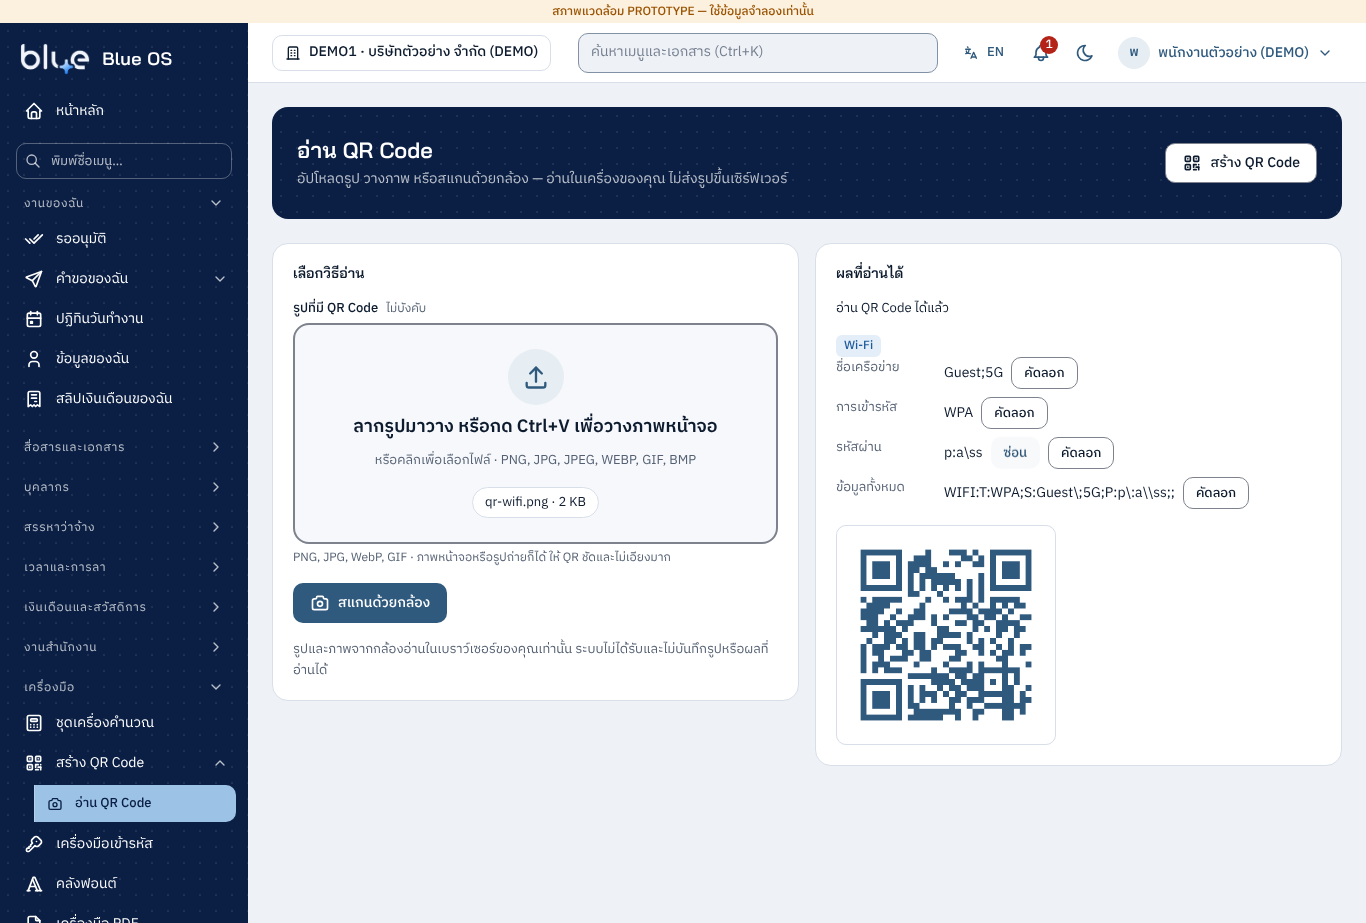 สภาพแวดล้อม PROTOTYPE — ใช้ข้อมูลจำลองเท่านั้น
blue Blue OS
หน้าหลัก
พิมพ์ชื่อเมนู...
งานของฉัน
รออนุมัติ
คำขอของฉัน
ปฏิทินวันทำงาน
ข้อมูลของฉัน
สลิปเงินเดือนของฉัน
สื่อสารและเอกสาร
บุคลากร
สรรหาว่าจ้าง
เวลาและการลา
เงินเดือนและสวัสดิการ
งานสำนักงาน
เครื่องมือ
ชุดเครื่องคำนวณ
สร้าง QR Code
อ่าน QR Code
เครื่องมือเข้ารหัส
คลังฟอนต์
เครื่องมือ PDF
DEMO1 · บริษัทตัวอย่าง จำกัด (DEMO)
ค้นหาเมนูและเอกสาร (Ctrl+K)
EN
1
พ
พนักงานตัวอย่าง (DEMO)
อ่าน QR Code
อัปโหลดรูป วางภาพ หรือสแกนด้วยกล้อง — อ่านในเครื่องของคุณ ไม่ส่งรูปขึ้นเซิร์ฟเวอร์
สร้าง QR Code
เลือกวิธีอ่าน
รูปที่มี QR Code ไม่บังคับ
ลากรูปมาวาง หรือกด Ctrl+V เพื่อวางภาพหน้าจอ
หรือคลิกเพื่อเลือกไฟล์ · PNG, JPG, JPEG, WEBP, GIF, BMP
qr-wifi.png · 2 KB
PNG, JPG, WebP, GIF · ภาพหน้าจอหรือรูปถ่ายก็ได้ ให้ QR ชัดและไม่เอียงมาก
สแกนด้วยกล้อง
รูปและภาพจากกล้องอ่านในเบราว์เซอร์ของคุณเท่านั้น ระบบไม่ได้รับและไม่บันทึกรูปหรือผลที่
อ่านได้
ผลที่อ่านได้
อ่าน QR Code ได้แล้ว
Wi-Fi
ชื่อเครือข่าย Guest;5G คัดลอก
การเข้ารหัส WPA คัดลอก
รหัสผ่าน p:a\ss ซ่อน คัดลอก
ข้อมูลทั้งหมด WIFI:T:WPA;S:Guest\;5G;P:p\:a\\ss;; คัดลอก